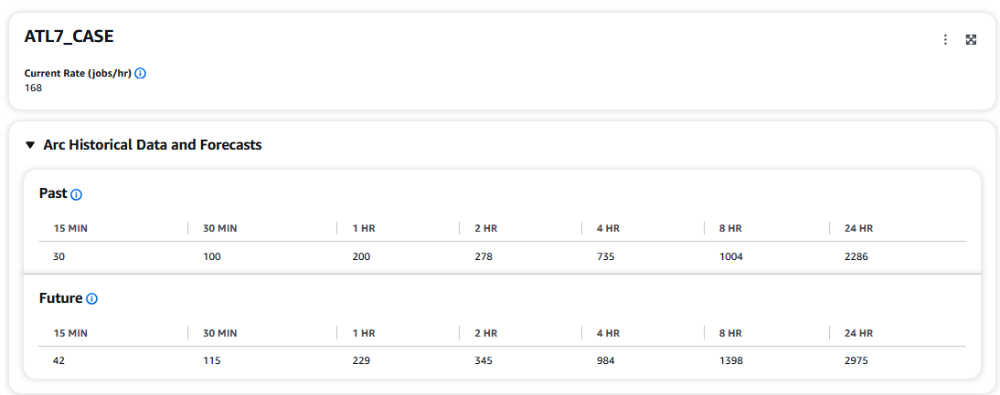 ATL7_CASE
Current Rate (jobs/hr)
168
Arc Historical Data and Forecasts
Past
15 MIN 30 MIN 1 HR 2 HR 4 HR 8 HR 24 HR
30 100 200 278 735 1004 2286
Future
15 MIN 30 MIN 1 HR 2 HR 4 HR 8 HR 24 HR
42 115 229 345 984 1398 2975